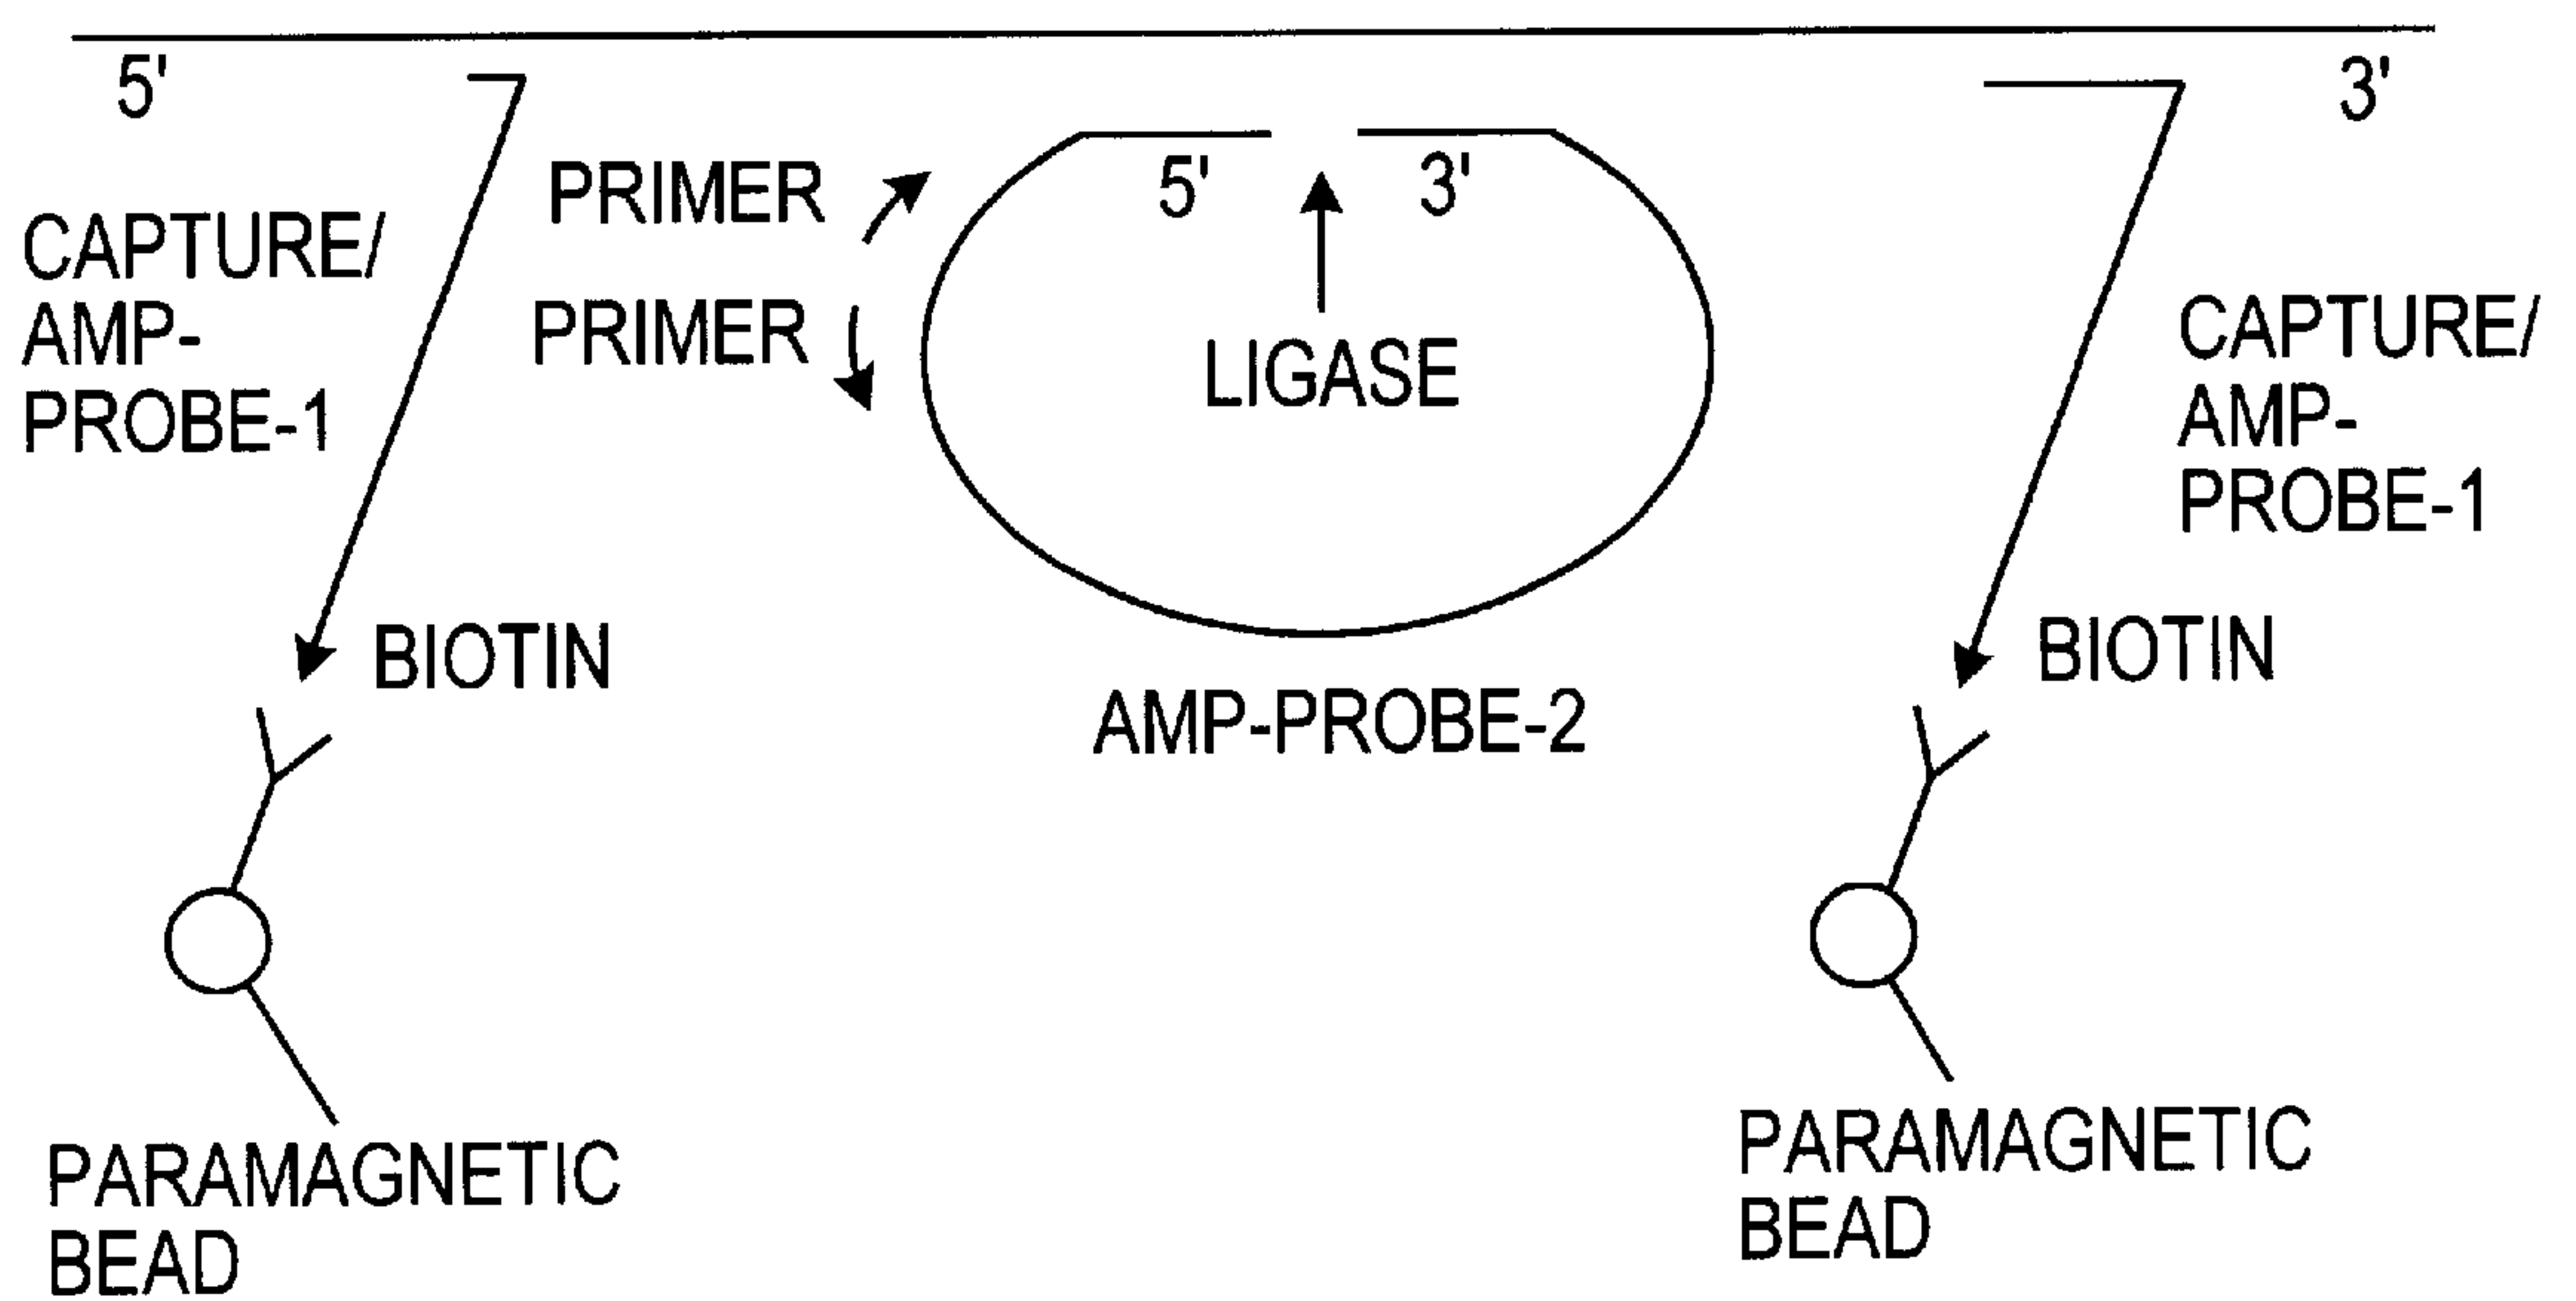 5'
3'
CAPTURE/
AMP-
PROBE-1
PRIMER
PRIMER
5'
3'
LIGASE
AMP-PROBE-2
BIOTIN
PARAMAGNETIC
BEAD
CAPTURE/
AMP-
PROBE-1
BIOTIN
PARAMAGNETIC
BEAD